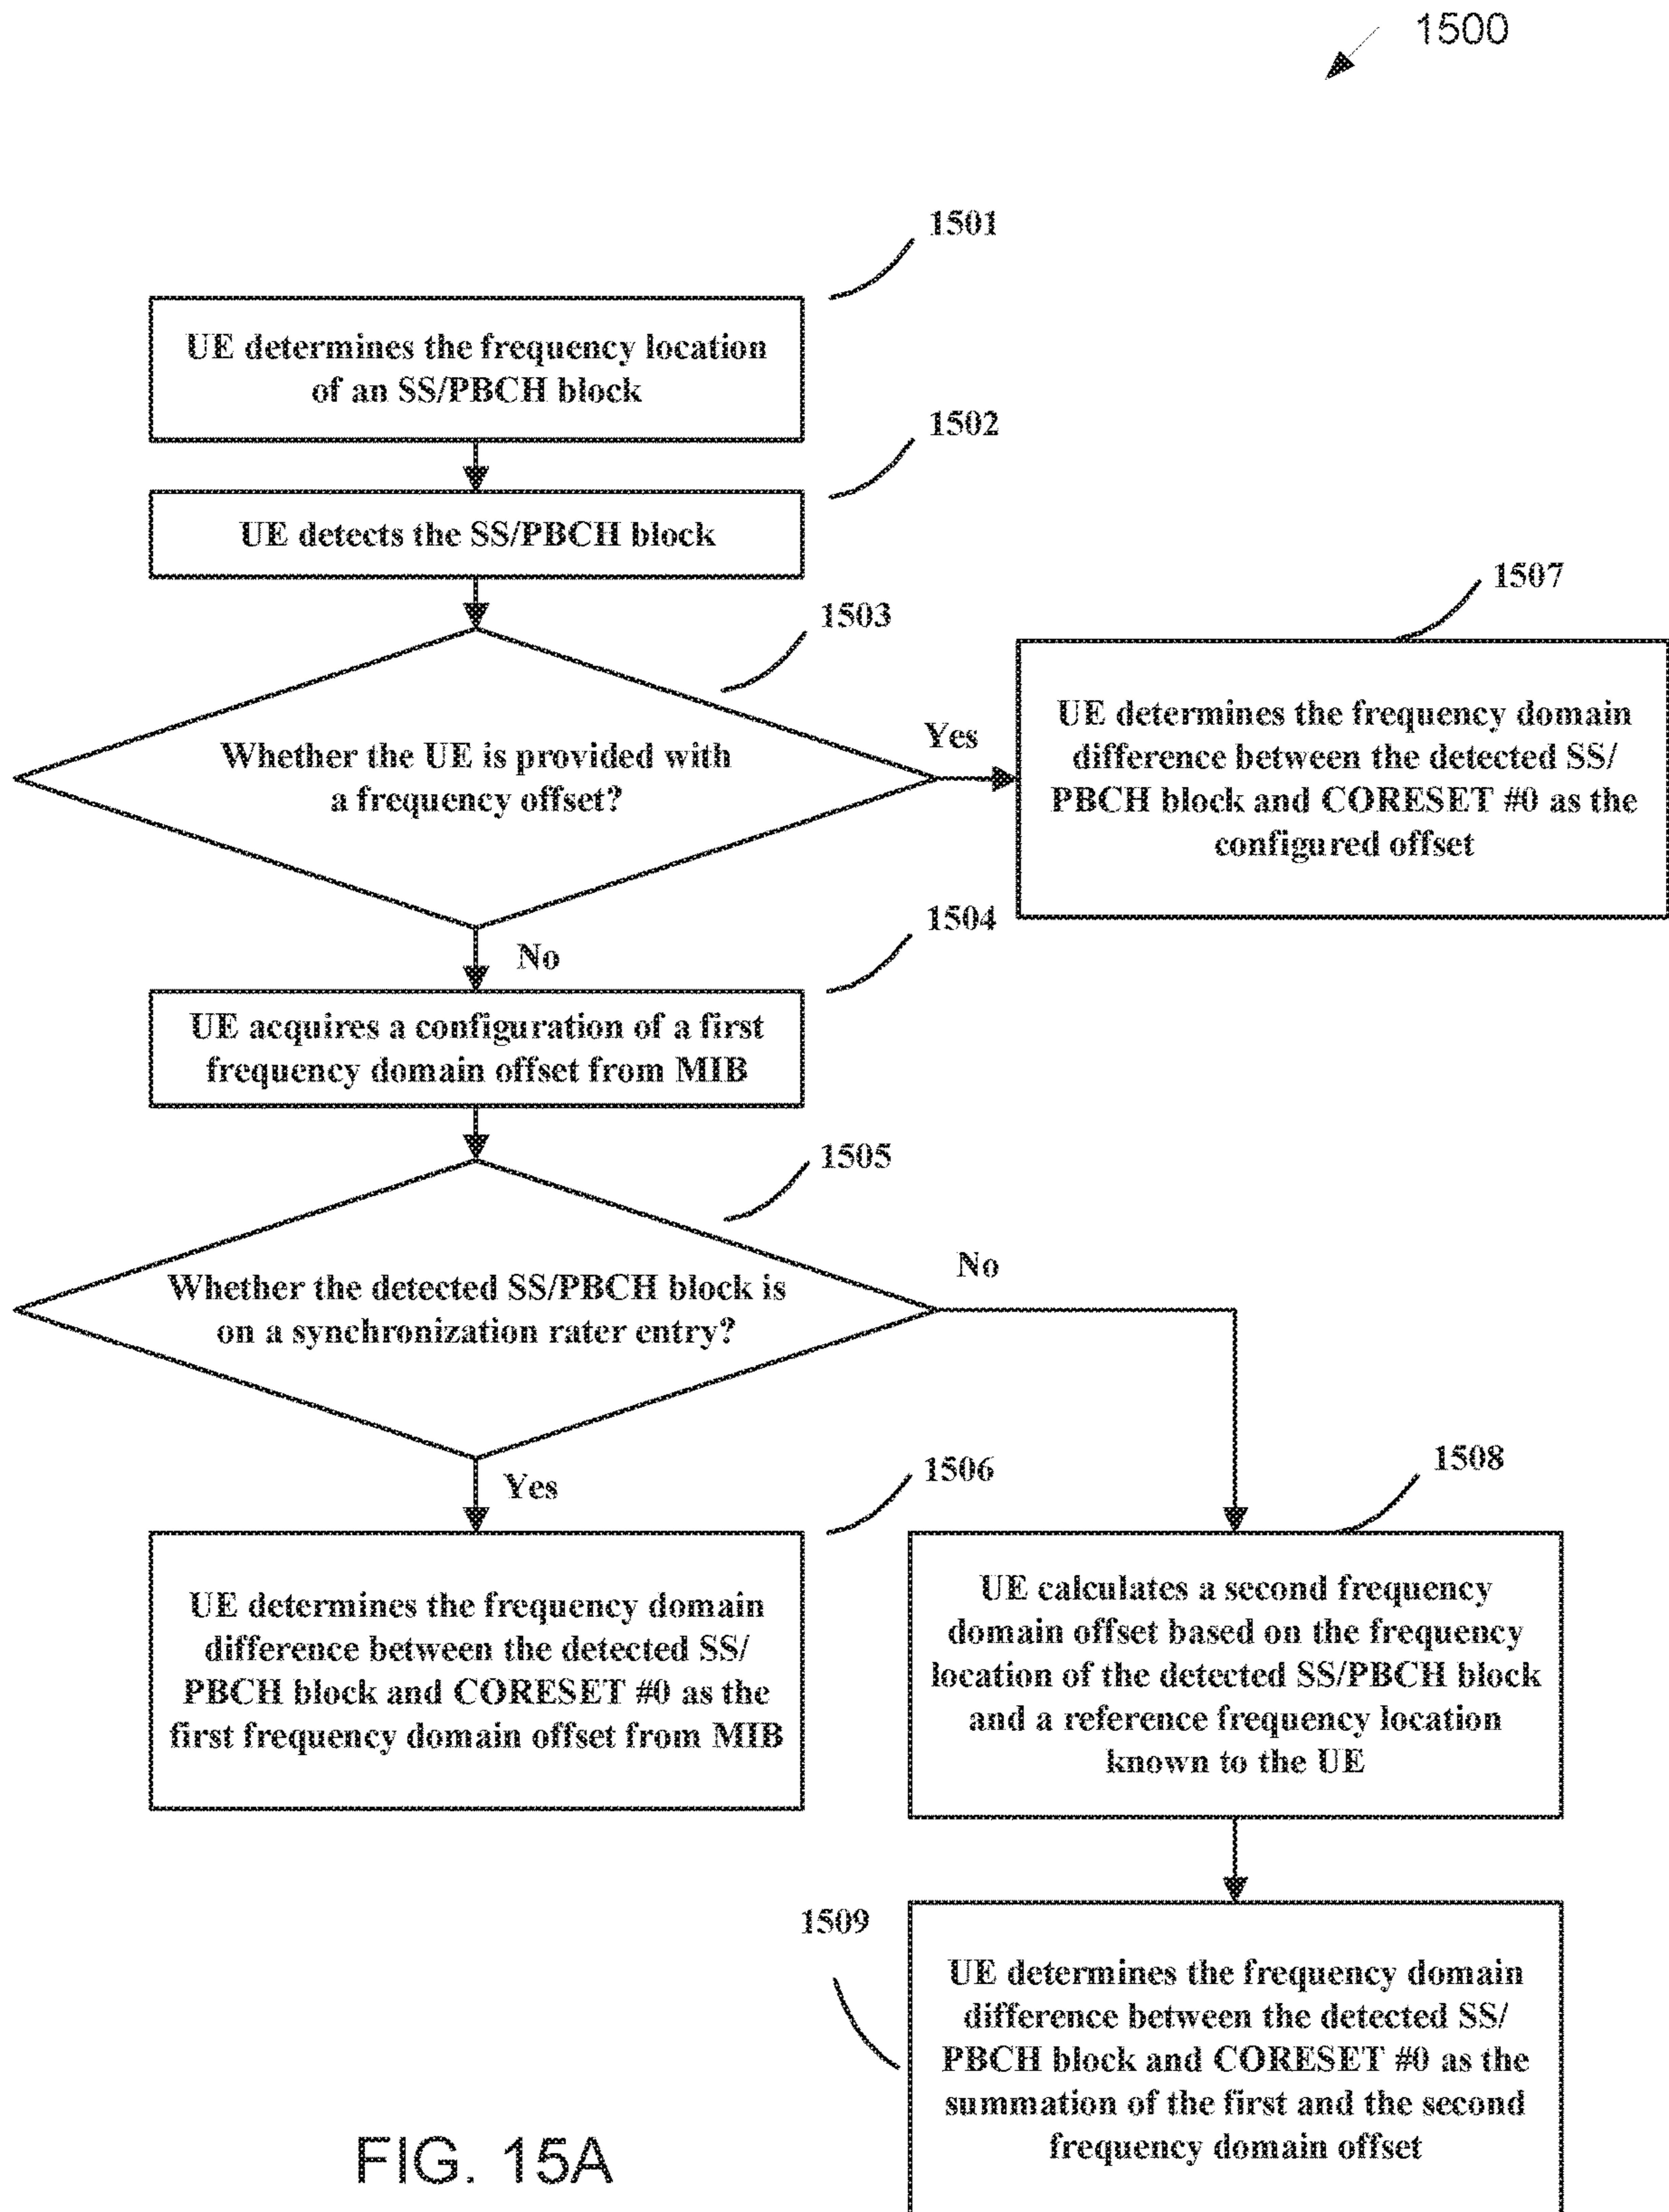 1500
1501
UE determines the frequency location
of an SS/PBCH block
1502
UE detects the SS/PBCH block
1503
Whether the UE is provided with
a frequency offset?
Yes
1507
UE determines the frequency domain
difference between the detected SS/
PBCH block and CORESET #0 as the
configured offset
No
1504
UE acquires a configuration of a first
frequency domain offset from MIB
1505
Whether the detected SS/PBCH block is
on a synchronization rater entry?
No
Yes
1506
UE determines the frequency domain
difference between the detected SS/
PBCH block and CORESET #0 as the
first frequency domain offset from MIB
1508
UE calculates a second frequency
domain offset based on the frequency
location of the detected SS/PBCH block
and a reference frequency location
known to the UE
1509
UE determines the frequency domain
difference between the detected SS/
PBCH block and CORESET #0 as the
summation of the first and the second
frequency domain offset
FIG. 15A